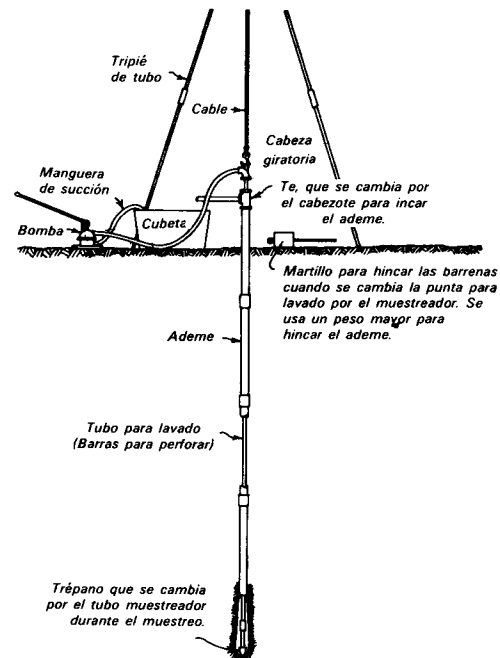 Tripié
de tubo
Cable
Cabeza
giratoria
Manguera
de succión
Te, que se cambia por
el cabezote para incar
el ademe.
Cubeta
Bomba
Martillo para hincar las barrenas
cuando se cambia la punta para
lavado por el muestreador. Se
usa un peso mayor para
hincar el ademe.
Ademe
Tubo para lavado
(Barras para perforar)
Trépano que se cambia
por el tubo muestreador
durante el muestreo.